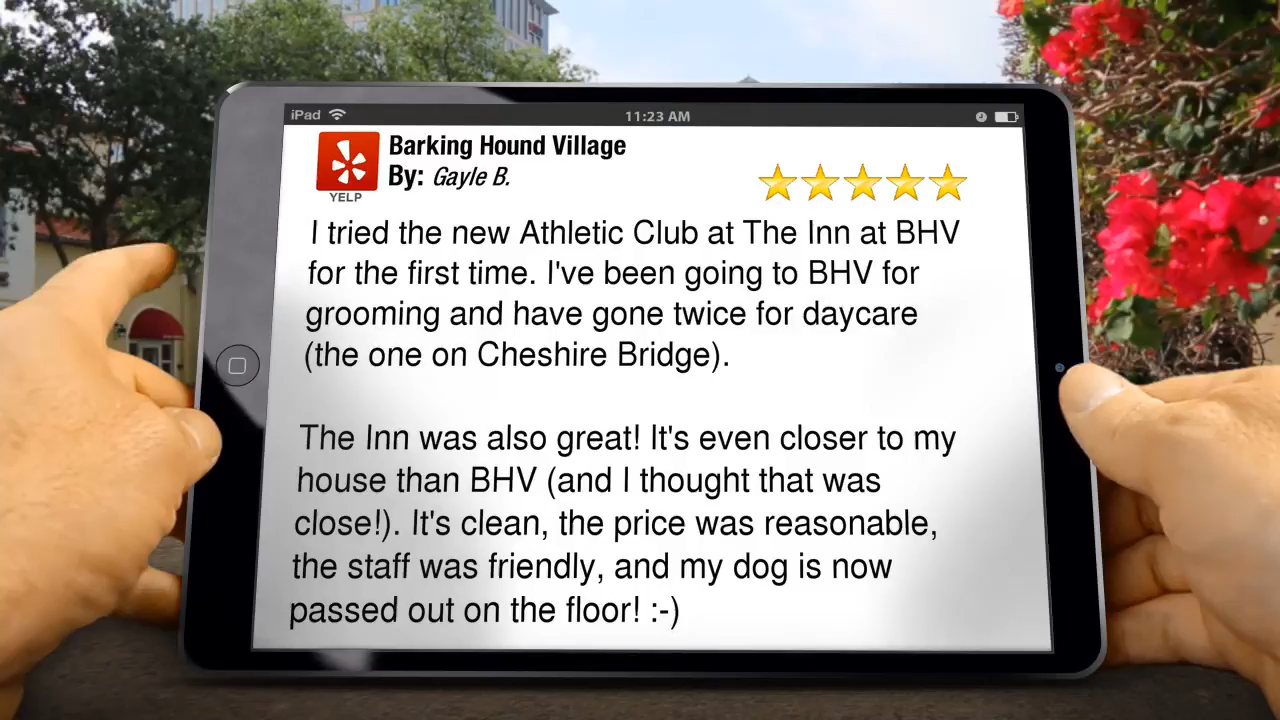 iPad 11:23 AM
Barking Hound Village
YELP By: Gayle B.
I tried the new Athletic Club at The Inn at BHV
for the first time. I've been going to BHV for
grooming and have gone twice for daycare
(the one on Cheshire Bridge).
The Inn was also great! It's even closer to my
house than BHV (and I thought that was
close!). It's clean, the price was reasonable,
the staff was friendly, and my dog is now
passed out on the floor! :-)